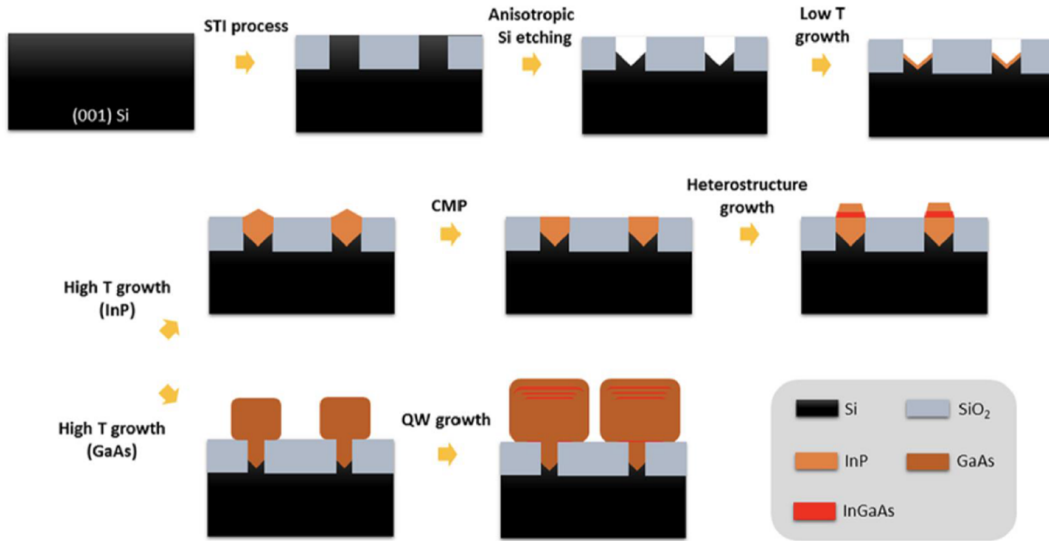 STI process
Anisotropic
Si etching
Low T
growth
(001) Si
CMP
Heterostructure
growth
High T growth
(InP)
High T growth
(GaAs)
QW growth
Si
SiO₂
InP
GaAs
InGaAs